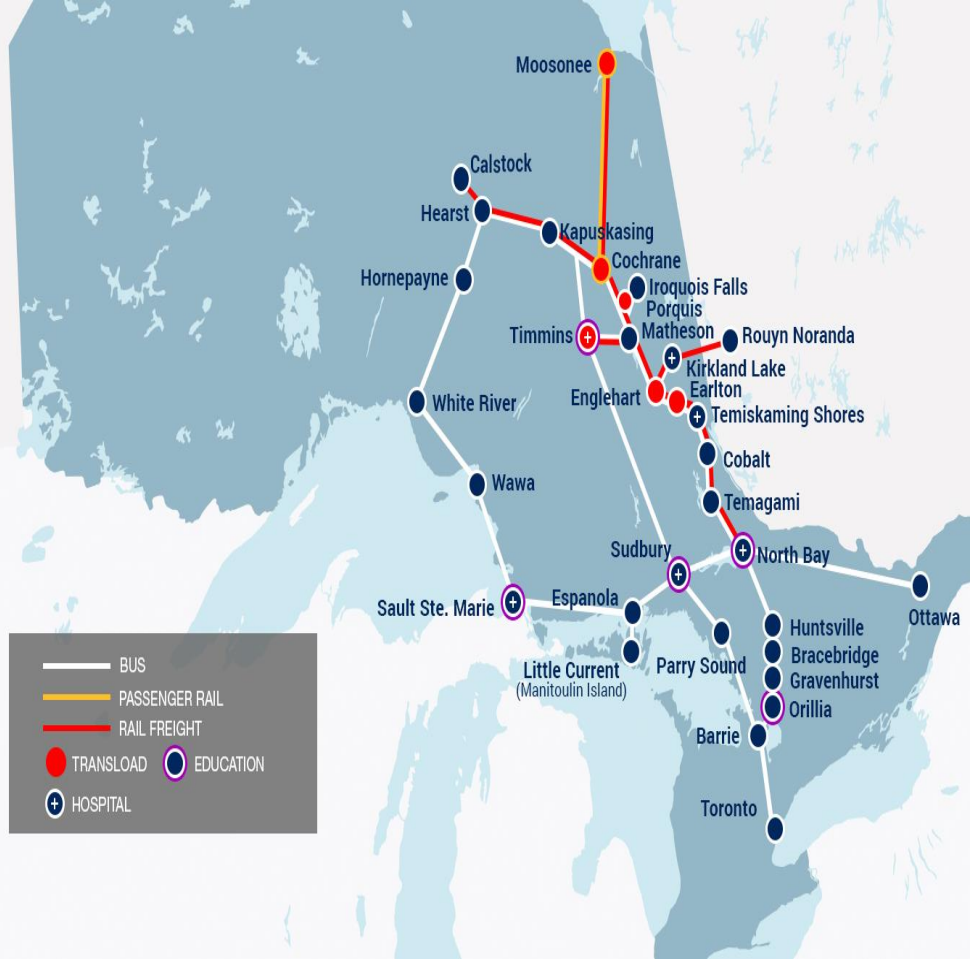 Moosonee
Calstock
Hearst
Kapuskasing
Cochrane
Hornepayne
Iroquois Falls
Porquis
Timmins
Matheson
Rouyn Noranda
Kirkland Lake
Englehart
Earlton
White River
Temiskaming Shores
Cobalt
Wawa
Temagami
Sudbury
North Bay
Sault Ste. Marie
Espanola
Ottawa
Huntsville
Little Current
(Manitoulin Island)
Parry Sound
Bracebridge
Gravenhurst
Orillia
Barrie
Toronto
BUS
PASSENGER RAIL
RAIL FREIGHT
TRANSLOAD EDUCATION
HOSPITAL